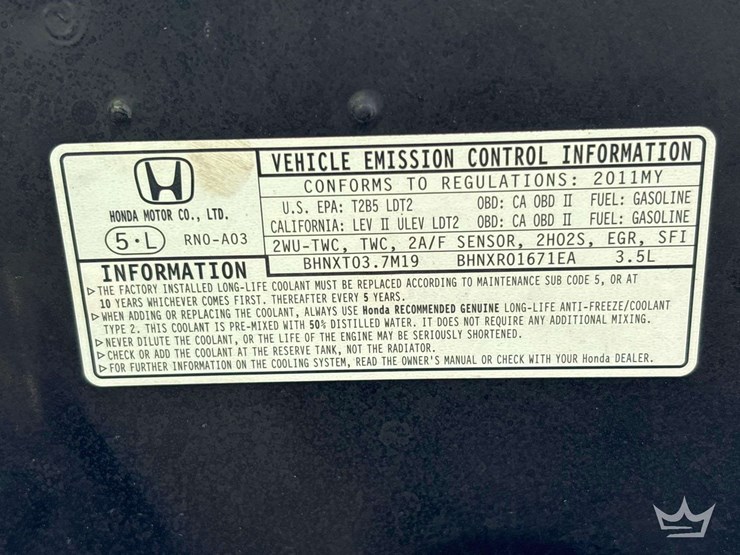 HONDA MOTOR CO., LTD.
5·L RN0-A03
VEHICLE EMISSION CONTROL INFORMATION
CONFORMS TO REGULATIONS: 2011MY
U.S. EPA: T2B5 LDT2 OBD: CA OBD II FUEL: GASOLINE
CALIFORNIA: LEV II ULEV LDT2 OBD: CA OBD II FUEL: GASOLINE
2WU-TWC, TWC, 2A/F SENSOR, 2HO2S, EGR, SFI
BHNXT03.7M19 BHNXR01671EA 3.5L
INFORMATION
▷THE FACTORY INSTALLED LONG-LIFE COOLANT MUST BE REPLACED ACCORDING TO MAINTENANCE SUB CODE 5, OR AT
10 YEARS WHICHEVER COMES FIRST. THEREAFTER EVERY 5 YEARS.
▷WHEN ADDING OR REPLACING THE COOLANT, ALWAYS USE Honda RECOMMENDED GENUINE LONG-LIFE ANTI-FREEZE/COOLANT
TYPE 2. THIS COOLANT IS PRE-MIXED WITH 50% DISTILLED WATER. IT DOES NOT REQUIRE ANY ADDITIONAL MIXING.
▷NEVER DILUTE THE COOLANT, OR THE LIFE OF THE ENGINE MAY BE SERIOUSLY SHORTENED.
▷CHECK OR ADD THE COOLANT AT THE RESERVE TANK, NOT THE RADIATOR.
▷FOR FURTHER INFORMATION ON THE COOLING SYSTEM, READ THE OWNER'S MANUAL OR CHECK WITH YOUR Honda DEALER.